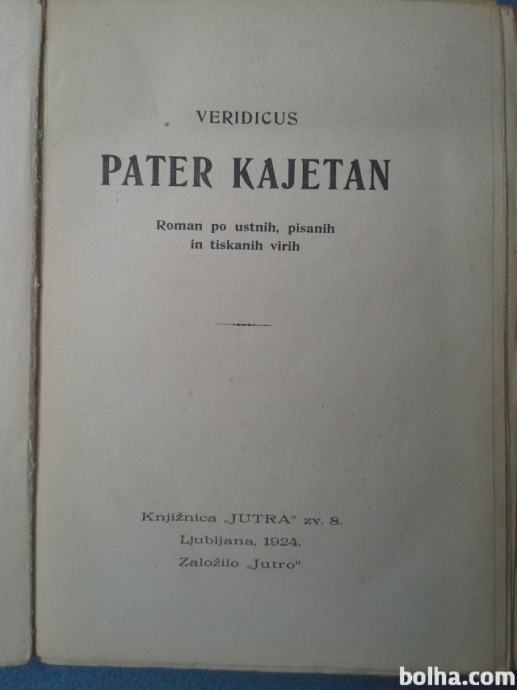 VERIDICUS
PATER KAJETAN
Roman po ustnih, pisanih
in tiskanih virih
Knjižnica „JUTRA“ zv. 8.
Ljubljana, 1924.
Založilo „Jutro“
bolha.com